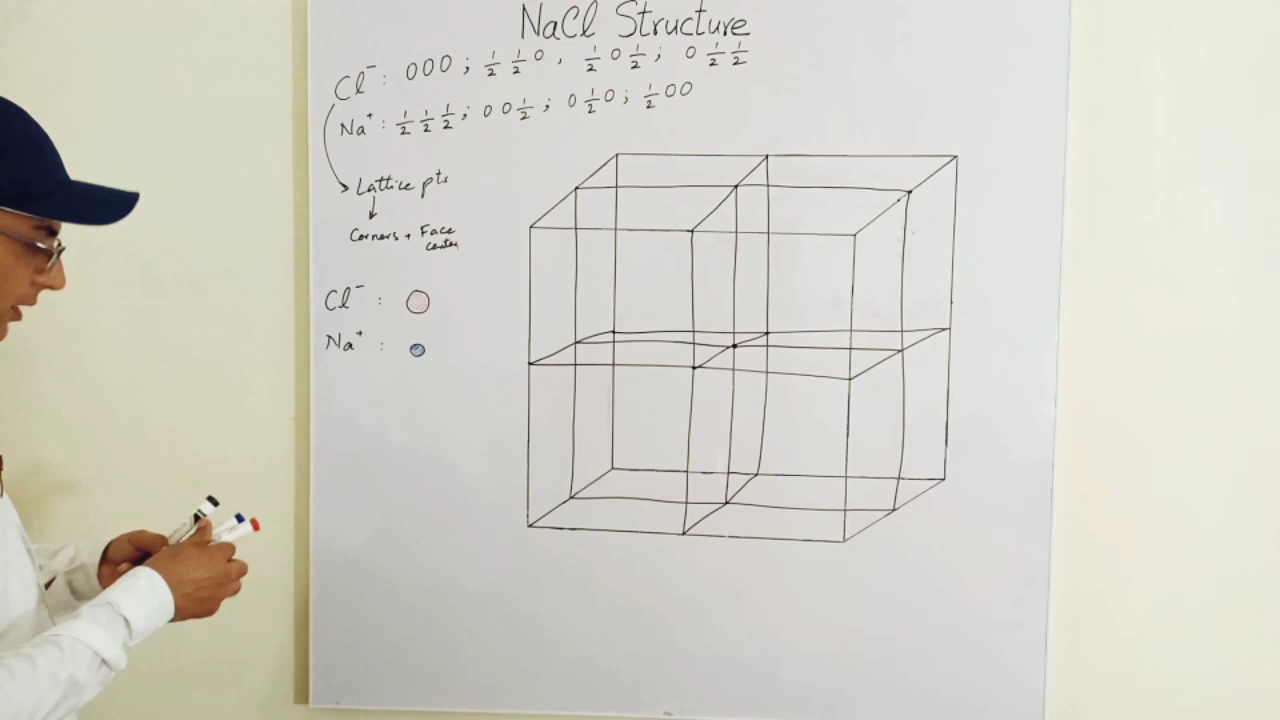 NaCl Structure
Cl⁻ : 000 ; ½ ½ 0 , ½ 0 ½ ; 0 ½ ½
Na⁺ : ½ ½ ½ ; 0 0 ½ ; 0 ½ 0 ; ½ 0 0
Lattice pts
Corners + Face
center
Cl⁻ :
Na⁺ :